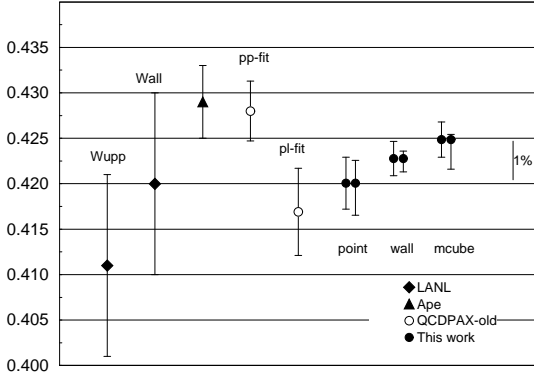 0.435
pp-fit
Wall
0.430
0.425
Wupp
pl-fit
1%
0.420
0.415
point wall mcube
0.410
LANL
Ape
0.405
QCDPAX-old
This work
0.400